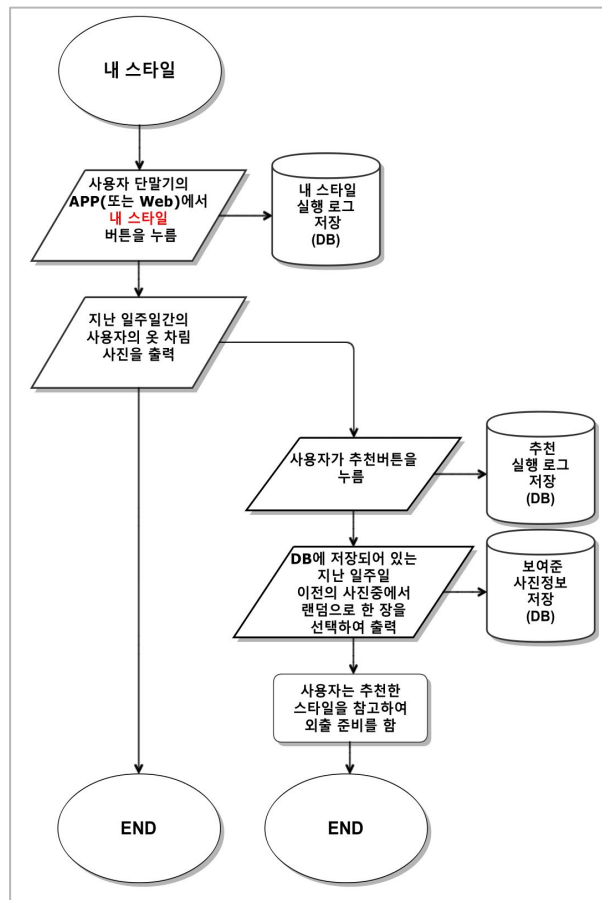 내 스타일
사용자 단말기의
APP(또는 Web)에서
내 스타일
버튼을 누름
내 스타일
실행 로그
저장
(DB)
지난 일주일간의
사용자의 옷 차림
사진을 출력
사용자가 추천버튼을
누름
추천
실행 로그
저장
(DB)
DB에 저장되어 있는
지난 일주일
이전의 사진중에서
랜덤으로 한 장을
선택하여 출력
보여준
사진정보
저장
(DB)
사용자는 추천한
스타일을 참고하여
외출 준비를 함
END
END